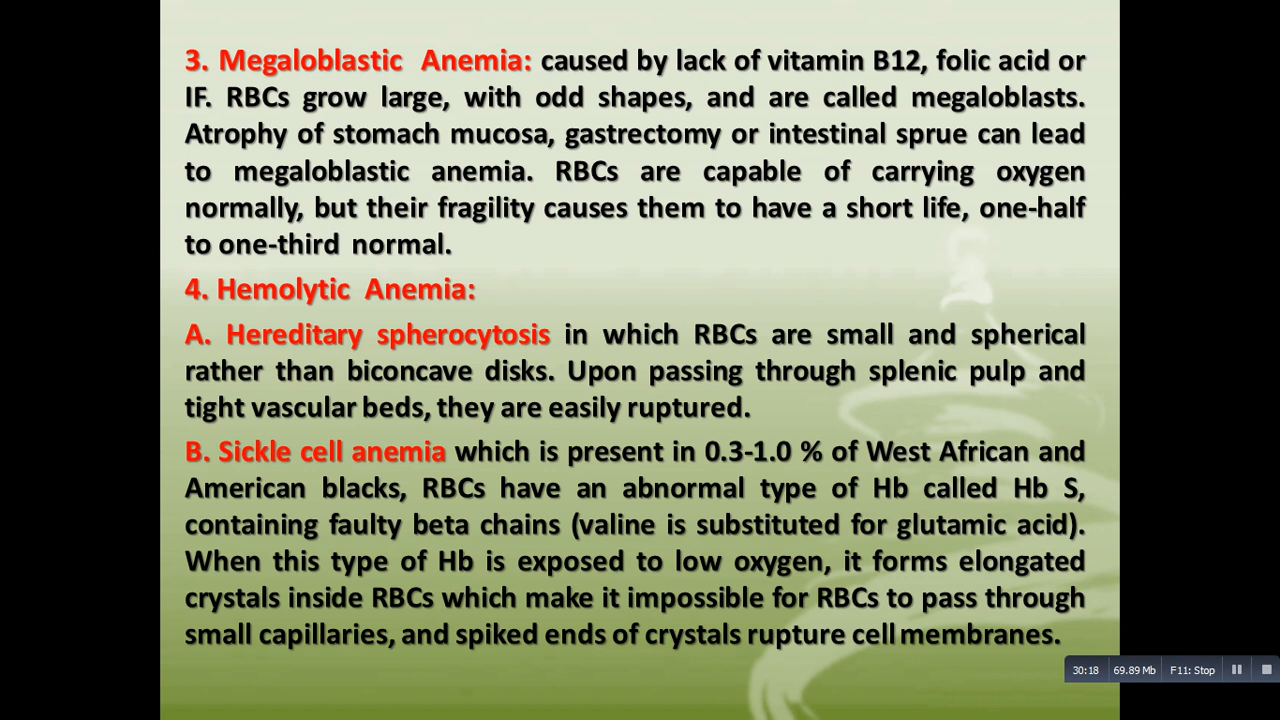 3. Megaloblastic Anemia: caused by lack of vitamin B12, folic acid or
IF. RBCs grow large, with odd shapes, and are called megaloblasts.
Atrophy of stomach mucosa, gastrectomy or intestinal sprue can lead
to megaloblastic anemia. RBCs are capable of carrying oxygen
normally, but their fragility causes them to have a short life, one-half
to one-third normal.
4. Hemolytic Anemia:
A. Hereditary spherocytosis in which RBCs are small and spherical
rather than biconcave disks. Upon passing through splenic pulp and
tight vascular beds, they are easily ruptured.
B. Sickle cell anemia which is present in 0.3-1.0 % of West African and
American blacks, RBCs have an abnormal type of Hb called Hb S,
containing faulty beta chains (valine is substituted for glutamic acid).
When this type of Hb is exposed to low oxygen, it forms elongated
crystals inside RBCs which make it impossible for RBCs to pass through
small capillaries, and spiked ends of crystals rupture cell membranes.
30:18 69.89 Mb F11: Stop